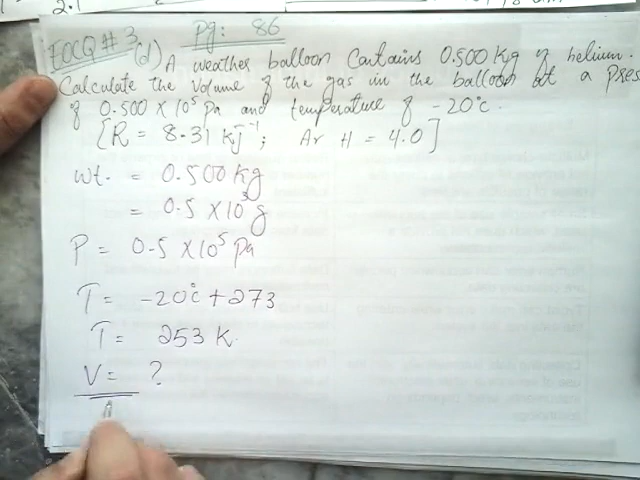 EOCQ # 3 Pg: 86
(d) A weather balloon Contains 0.500 Kg of helium.
Calculate the Volume of the gas in the balloon at a pres
of 0.500 X 10⁵ Pa and temperature of -20°c.
[R = 8.31 KJ⁻¹; Ar H = 4.0]
wt. = 0.500 kg
= 0.5 X 10³ g
P = 0.5 X 10⁵ Pa
T = -20°c + 273
T = 253 K
V = ?